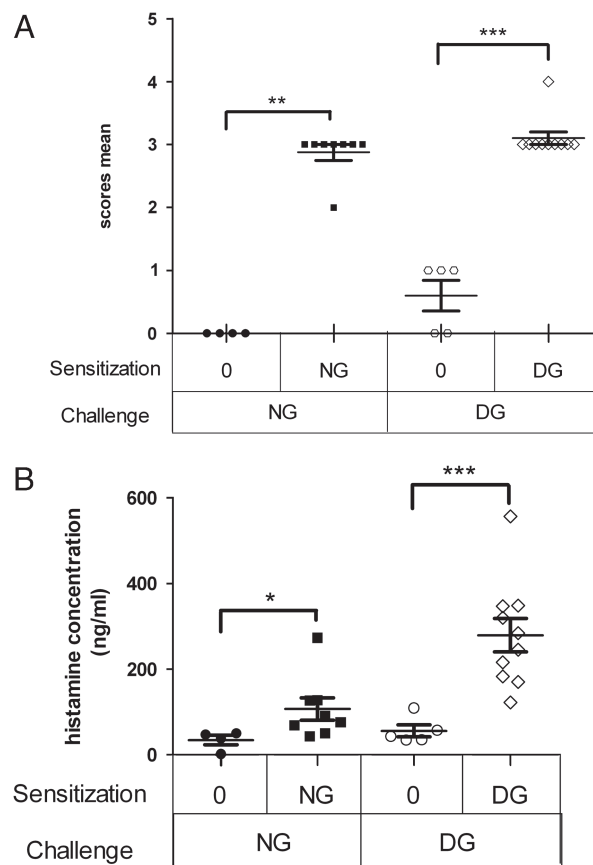 A
5
***
4
**
3
scores mean
2
1
0
Sensitization 0 NG 0 DG
Challenge NG DG
B
***
600
*
400
histamine concentration
(ng/ml)
200
0
Sensitization 0 NG 0 DG
Challenge NG DG